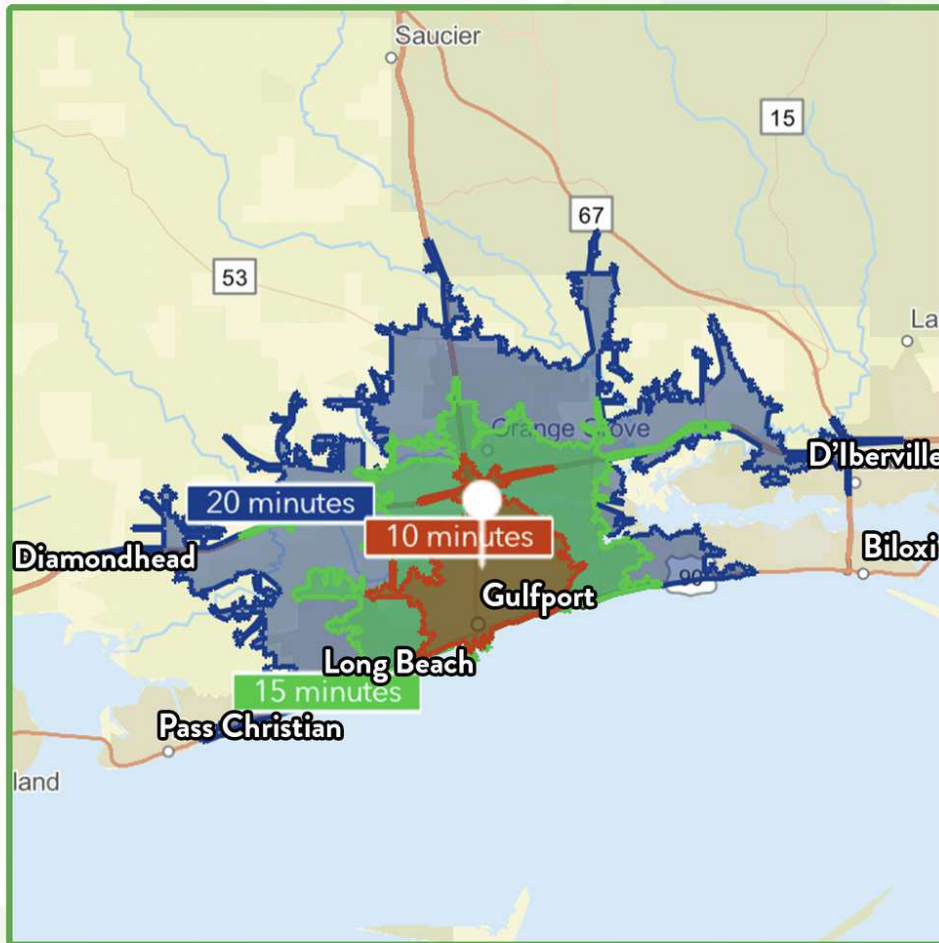 Saucier
15
67
53
La
Orange Grove
D'Iberville
20 minutes
10 minutes
Diamondhead
Biloxi
90
Gulfport
Long Beach
15 minutes
Pass Christian
land